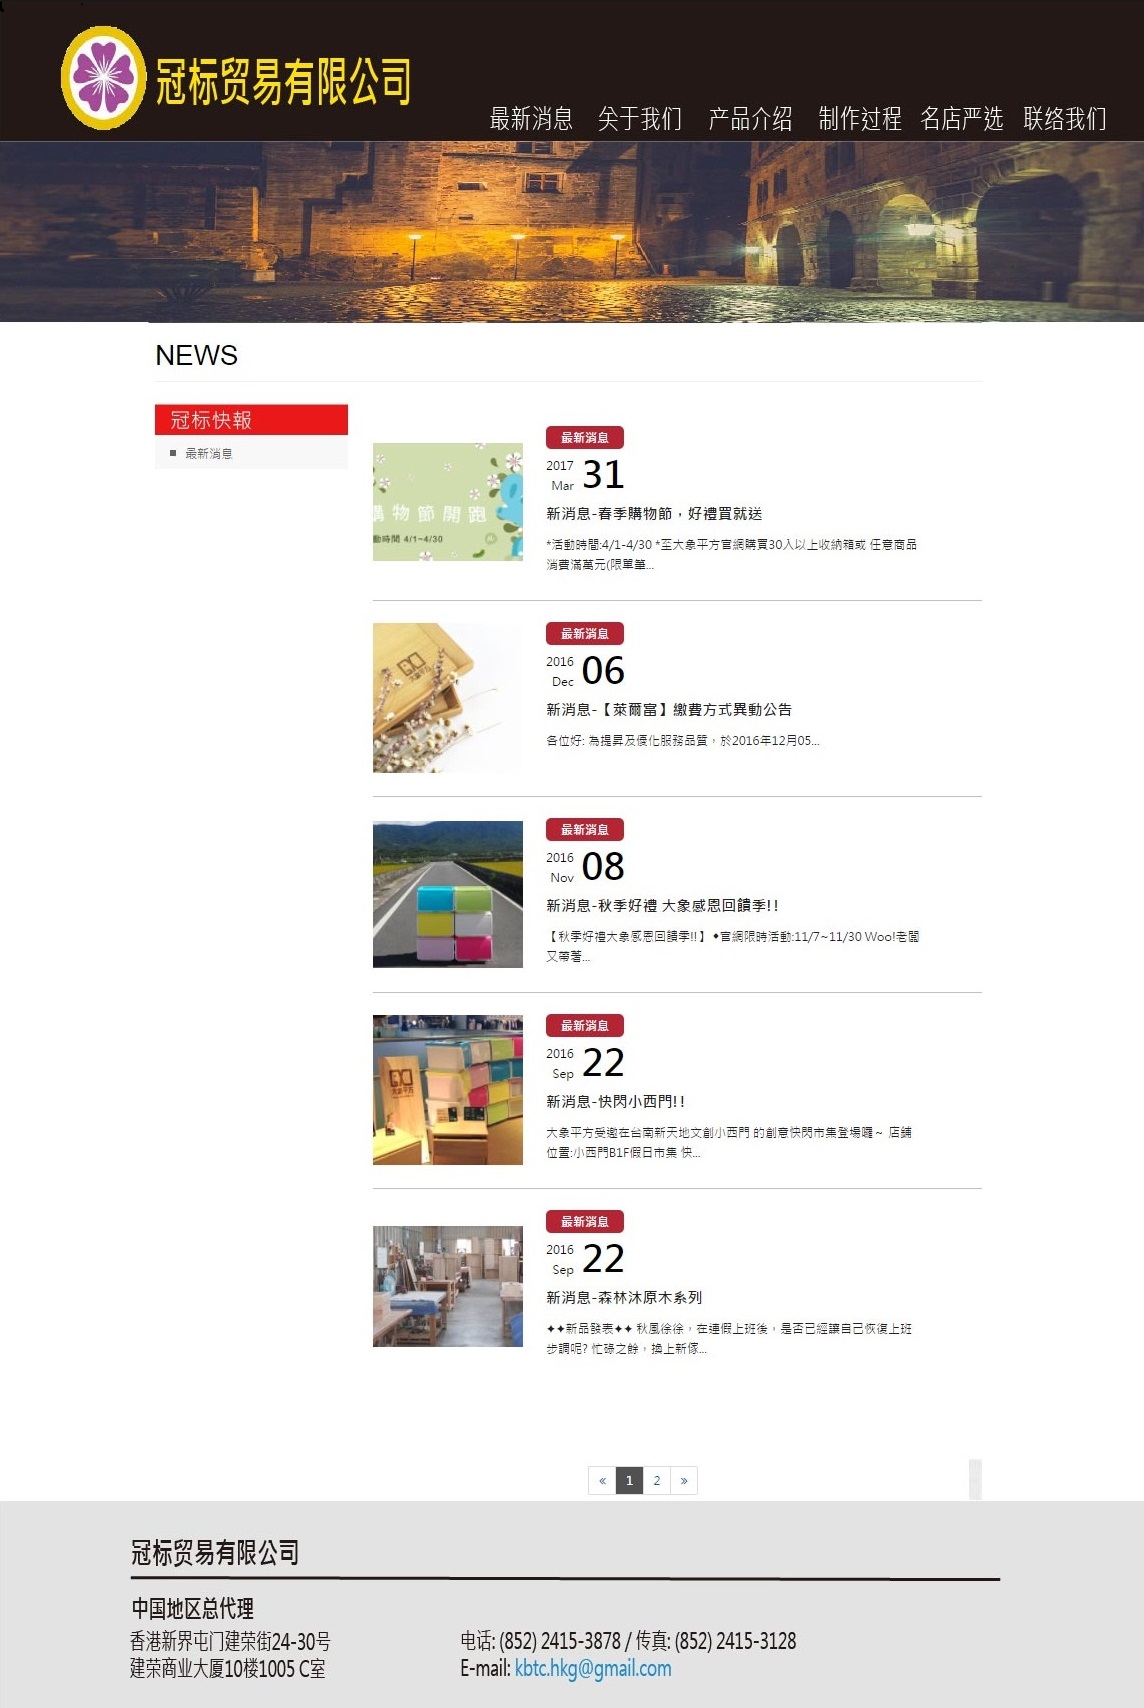 冠标贸易有限公司
最新消息 关于我们 产品介绍 制作过程 名店严选 联络我们
NEWS
冠标快報
最新消息
最新消息
2017 Mar 31
新消息-春季購物節，好禮買就送
*活動時間:4/1-4/30 *至大象平方官網購買30入以上收納箱或 任意商品
消費滿萬元(限單筆...
購物節開跑
動時間 4/1~4/30
最新消息
2016 Dec 06
新消息-【萊爾富】繳費方式異動公告
各位好: 為提昇及優化服務品質，於2016年12月05...
大象平方
最新消息
2016 Nov 08
新消息-秋季好禮 大象感恩回饋季!!
【秋季好禮大象感恩回饋季!!】 ♦官網限時活動:11/7~11/30 Woo!老闆
又帶著...
最新消息
2016 Sep 22
新消息-快閃小西門!!
大象平方受邀在台南新天地文創小西門 的創意快閃市集登場囉~ 店鋪
位置:小西門B1F假日市集 快...
大象平方
最新消息
2016 Sep 22
新消息-森林沐原木系列
✦✦新品發表✦✦ 秋風徐徐，在連假上班後，是否已經讓自己恢復上班
步調呢? 忙碌之餘，換上新傢...
« 1 2 »
冠标贸易有限公司
中国地区总代理
香港新界屯门建荣街24-30号
建荣商业大厦10楼1005 C室
电话: (852) 2415-3878 / 传真: (852) 2415-3128
E-mail: kbtc.hkg@gmail.com